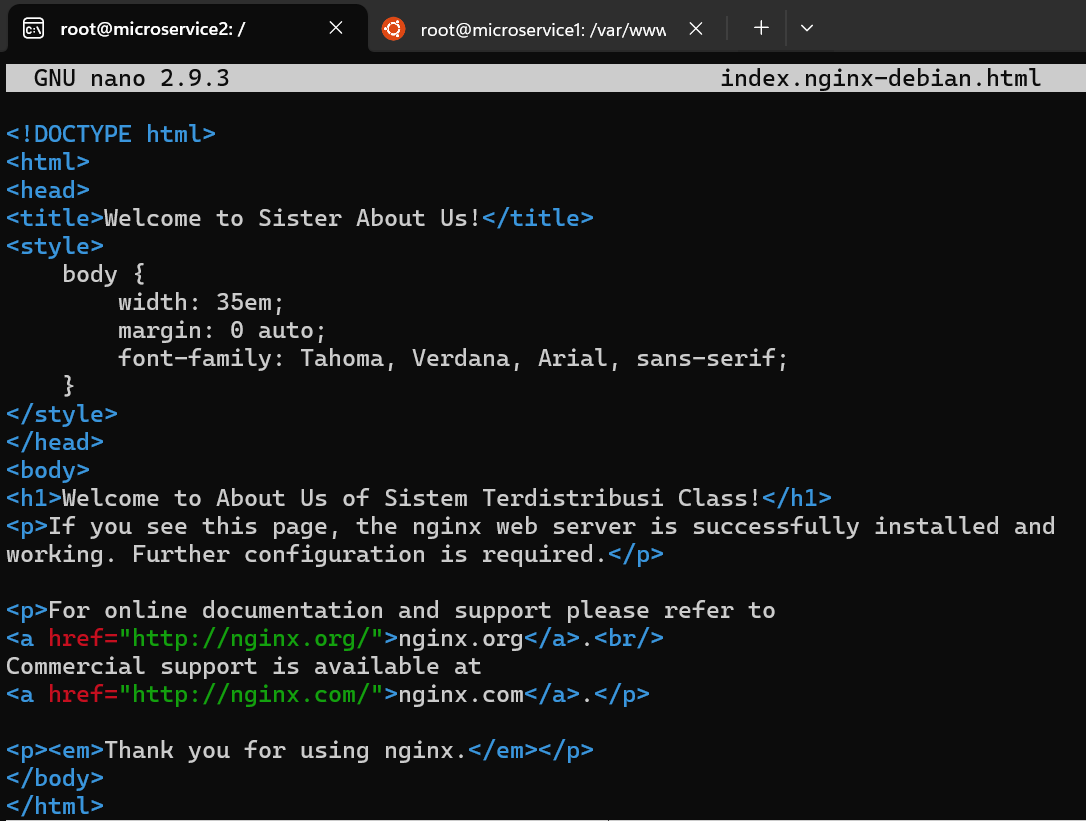 root@microservice2: /
root@microservice1: /var/www
GNU nano 2.9.3 index.nginx-debian.html
<!DOCTYPE html>
<html>
<head>
<title>Welcome to Sister About Us!</title>
<style>
    body {
        width: 35em;
        margin: 0 auto;
        font-family: Tahoma, Verdana, Arial, sans-serif;
    }
</style>
</head>
<body>
<h1>Welcome to About Us of Sistem Terdistribusi Class!</h1>
<p>If you see this page, the nginx web server is successfully installed and
working. Further configuration is required.</p>
<p>For online documentation and support please refer to
<a href="http://nginx.org/">nginx.org</a>.<br/>
Commercial support is available at
<a href="http://nginx.com/">nginx.com</a>.</p>
<p><em>Thank you for using nginx.</em></p>
</body>
</html>